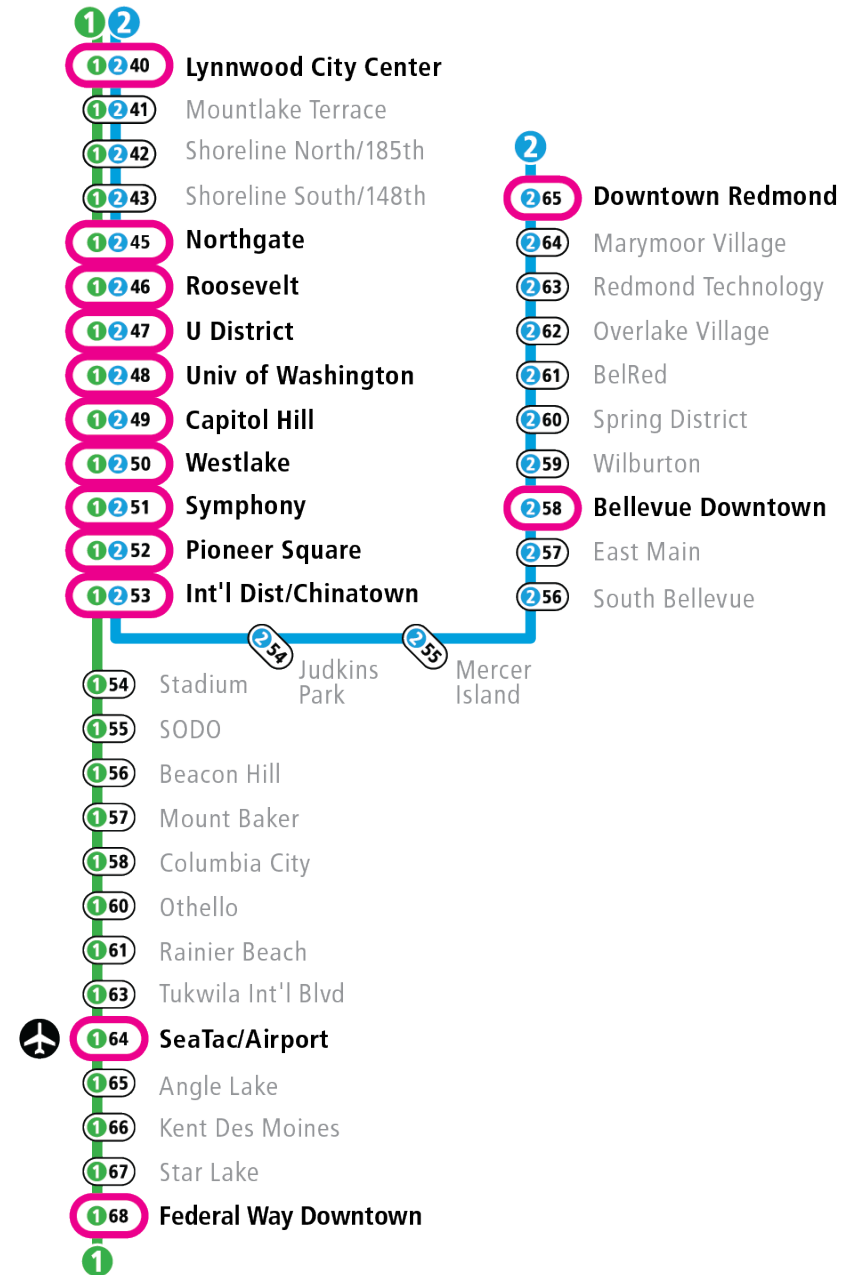 1 2
1 2 40 Lynnwood City Center
1 2 41 Mountlake Terrace
1 2 42 Shoreline North/185th
1 2 43 Shoreline South/148th
1 2 45 Northgate
1 2 46 Roosevelt
1 2 47 U District
1 2 48 Univ of Washington
1 2 49 Capitol Hill
1 2 50 Westlake
1 2 51 Symphony
1 2 52 Pioneer Square
1 2 53 Int'l Dist/Chinatown
2 54 Judkins
Park
2 55 Mercer
Island
2
2 65 Downtown Redmond
2 64 Marymoor Village
2 63 Redmond Technology
2 62 Overlake Village
2 61 BelRed
2 60 Spring District
2 59 Wilburton
2 58 Bellevue Downtown
2 57 East Main
2 56 South Bellevue
1 54 Stadium
1 55 SODO
1 56 Beacon Hill
1 57 Mount Baker
1 58 Columbia City
1 60 Othello
1 61 Rainier Beach
1 63 Tukwila Int'l Blvd
1 64 SeaTac/Airport
1 65 Angle Lake
1 66 Kent Des Moines
1 67 Star Lake
1 68 Federal Way Downtown
1